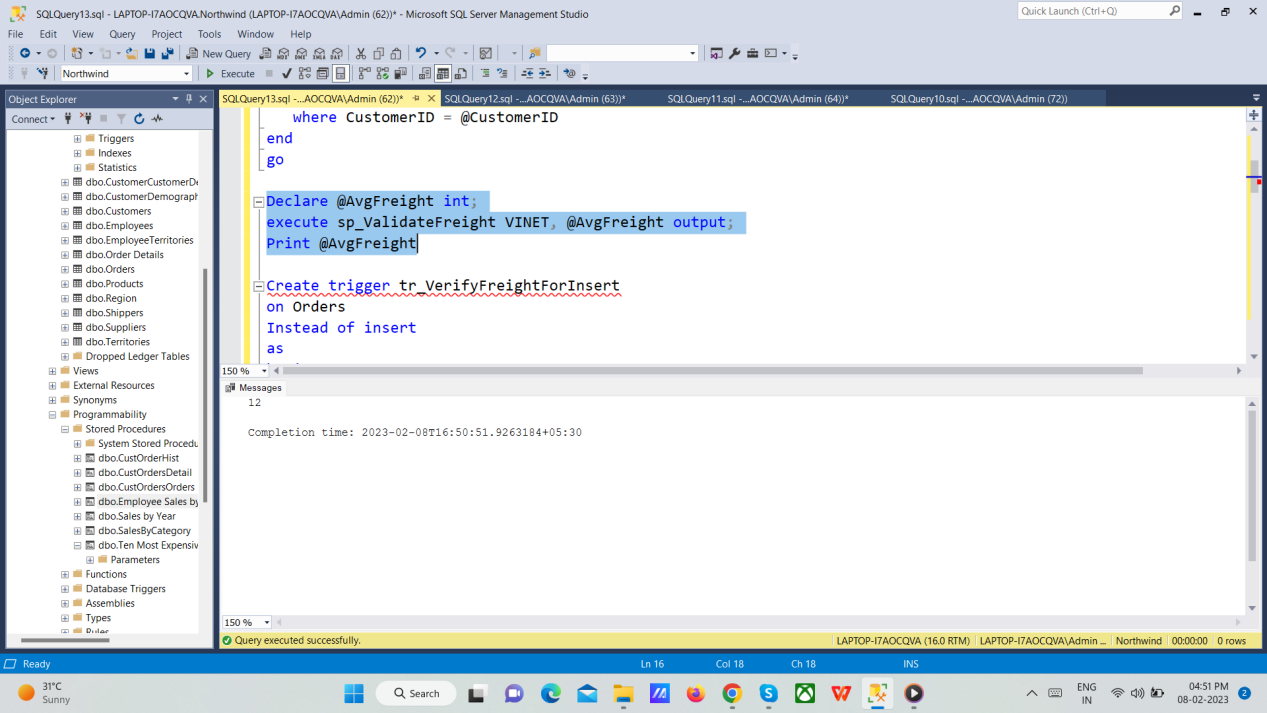 SQLQuery13.sql - LAPTOP-I7AOCQVA.Northwind (LAPTOP-I7AOCQVA\Admin (62))* - Microsoft SQL Server Management Studio
Quick Launch (Ctrl+Q)
File Edit View Query Project Tools Window Help
New Query
Northwind
Execute
Object Explorer
SQLQuery13.sql -...AOCQVA\Admin (62))*
SQLQuery12.sql -...AOCQVA\Admin (63))*
SQLQuery11.sql -...AOCQVA\Admin (64))*
SQLQuery10.sql -...AOCQVA\Admin (72))
Connect
Triggers
Indexes
Statistics
dbo.CustomerCustomerDe
dbo.CustomerDemograph
dbo.Customers
dbo.Employees
dbo.EmployeeTerritories
dbo.Order Details
dbo.Orders
dbo.Products
dbo.Region
dbo.Shippers
dbo.Suppliers
dbo.Territories
Dropped Ledger Tables
Views
External Resources
Synonyms
Programmability
Stored Procedures
System Stored Procedu
dbo.CustOrderHist
dbo.CustOrdersDetail
dbo.CustOrdersOrders
dbo.Employee Sales by
dbo.Sales by Year
dbo.SalesByCategory
dbo.Ten Most Expensiv
Parameters
Functions
Database Triggers
Assemblies
Types
Rules
where CustomerID = @CustomerID
end
go
Declare @AvgFreight int;
execute sp_ValidateFreight VINET, @AvgFreight output;
Print @AvgFreight
Create trigger tr_VerifyFreightForInsert
on Orders
Instead of insert
as
150 %
Messages
12
Completion time: 2023-02-08T16:50:51.9263184+05:30
150 %
Query executed successfully.
LAPTOP-I7AOCQVA (16.0 RTM)
LAPTOP-I7AOCQVA\Admin ...
Northwind
00:00:00
0 rows
Ready
Ln 16
Col 18
Ch 18
INS
31°C
Sunny
Search
ENG
IN
04:51 PM
08-02-2023
2